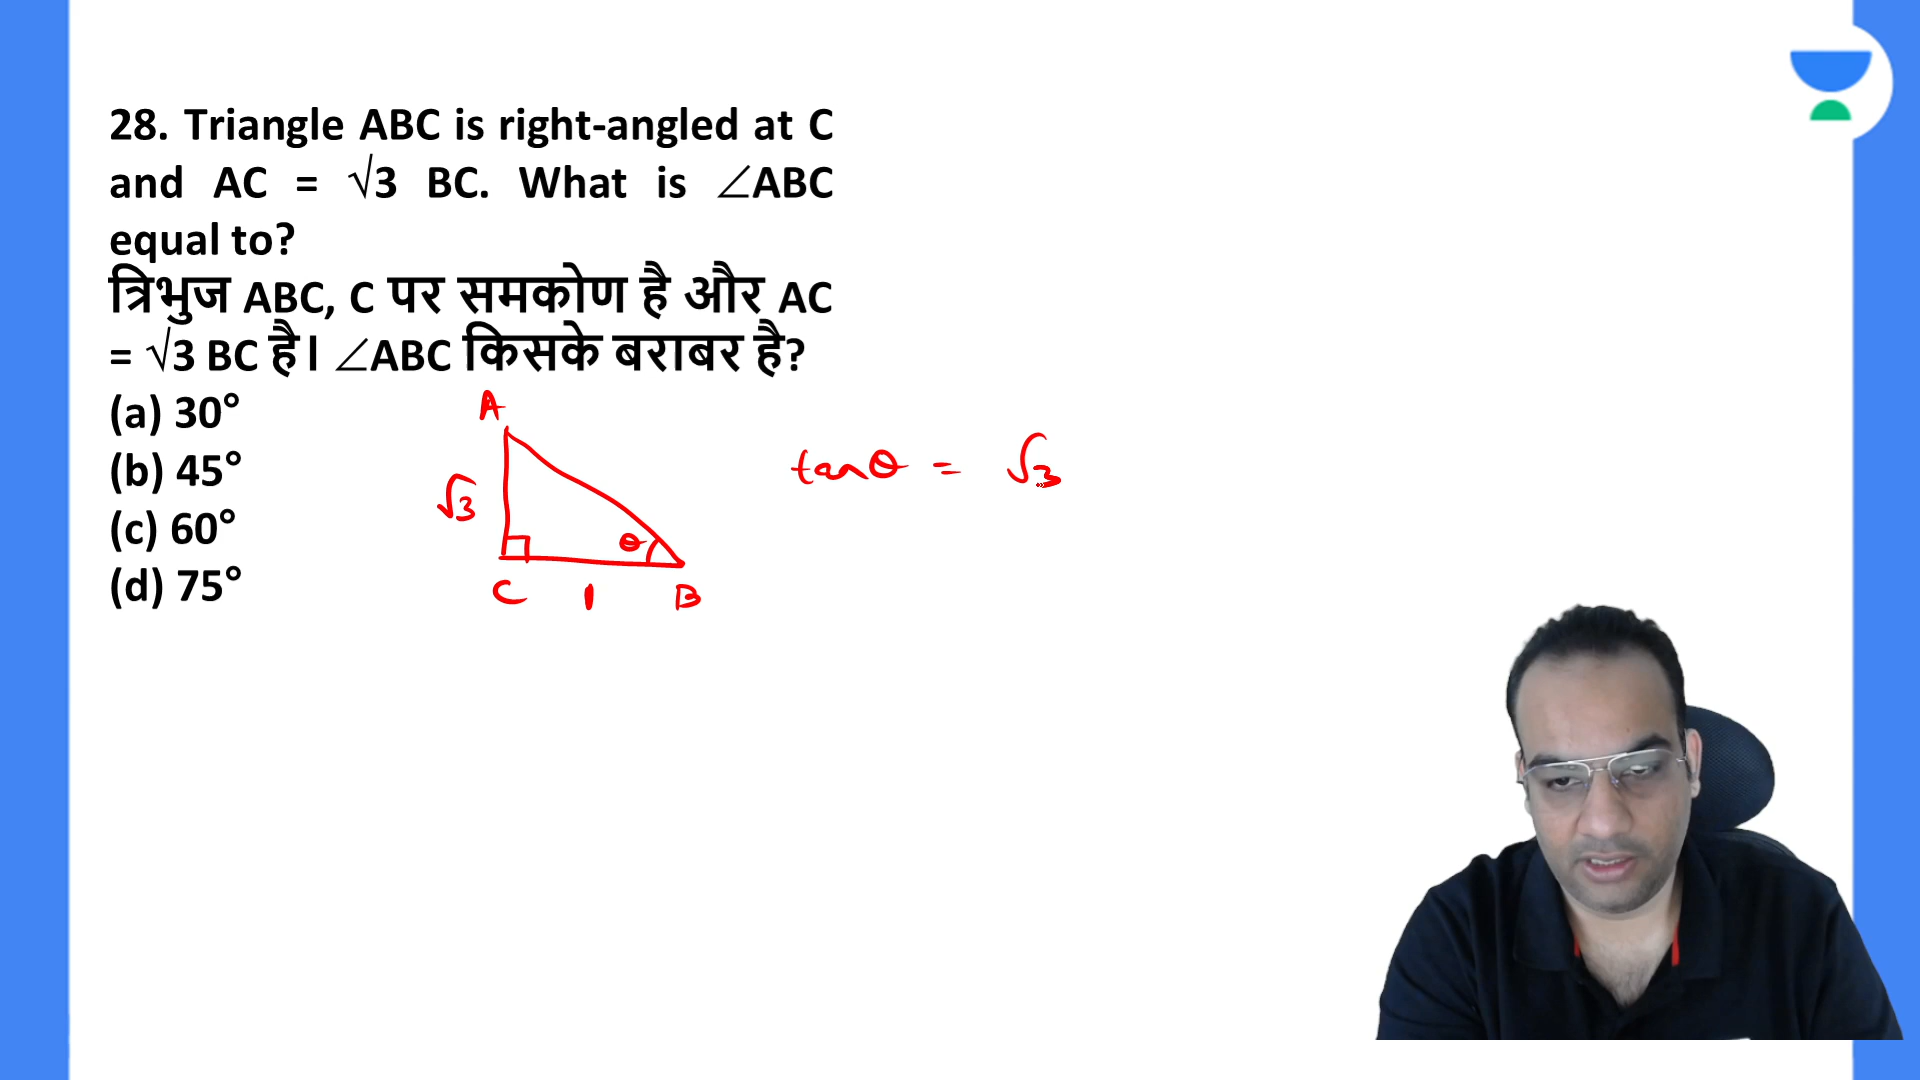 28. Triangle ABC is right-angled at C
and AC = √3 BC. What is ∠ABC
equal to?
त्रिभुज ABC, C पर समकोण है और AC
= √3 BC है। ∠ABC किसके बराबर है?
(a) 30°
(b) 45°
(c) 60°
(d) 75°
A
√3
θ
C 1 B
tanθ = √3